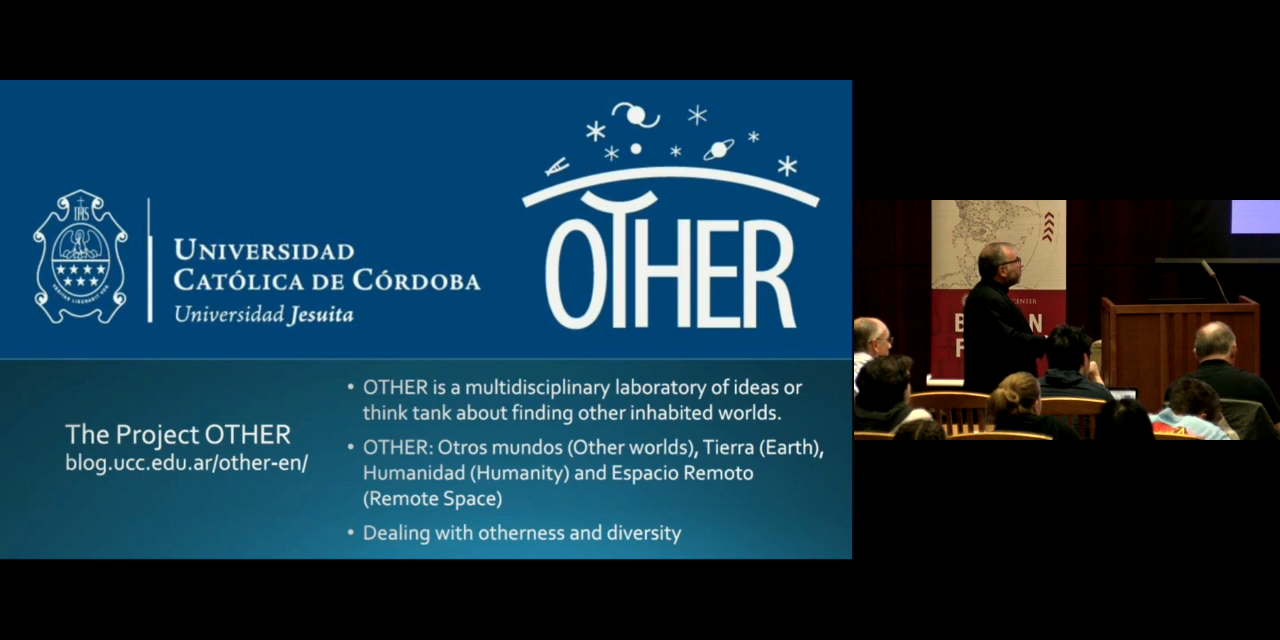 IHS
UNIVERSIDAD
CATÓLICA DE CÓRDOBA
Universidad Jesuita
OTHER
The Project OTHER
blog.ucc.edu.ar/other-en/
• OTHER is a multidisciplinary laboratory of ideas or
think tank about finding other inhabited worlds.
• OTHER: Otros mundos (Other worlds), Tierra (Earth),
Humanidad (Humanity) and Espacio Remoto
(Remote Space)
• Dealing with otherness and diversity
CENTER